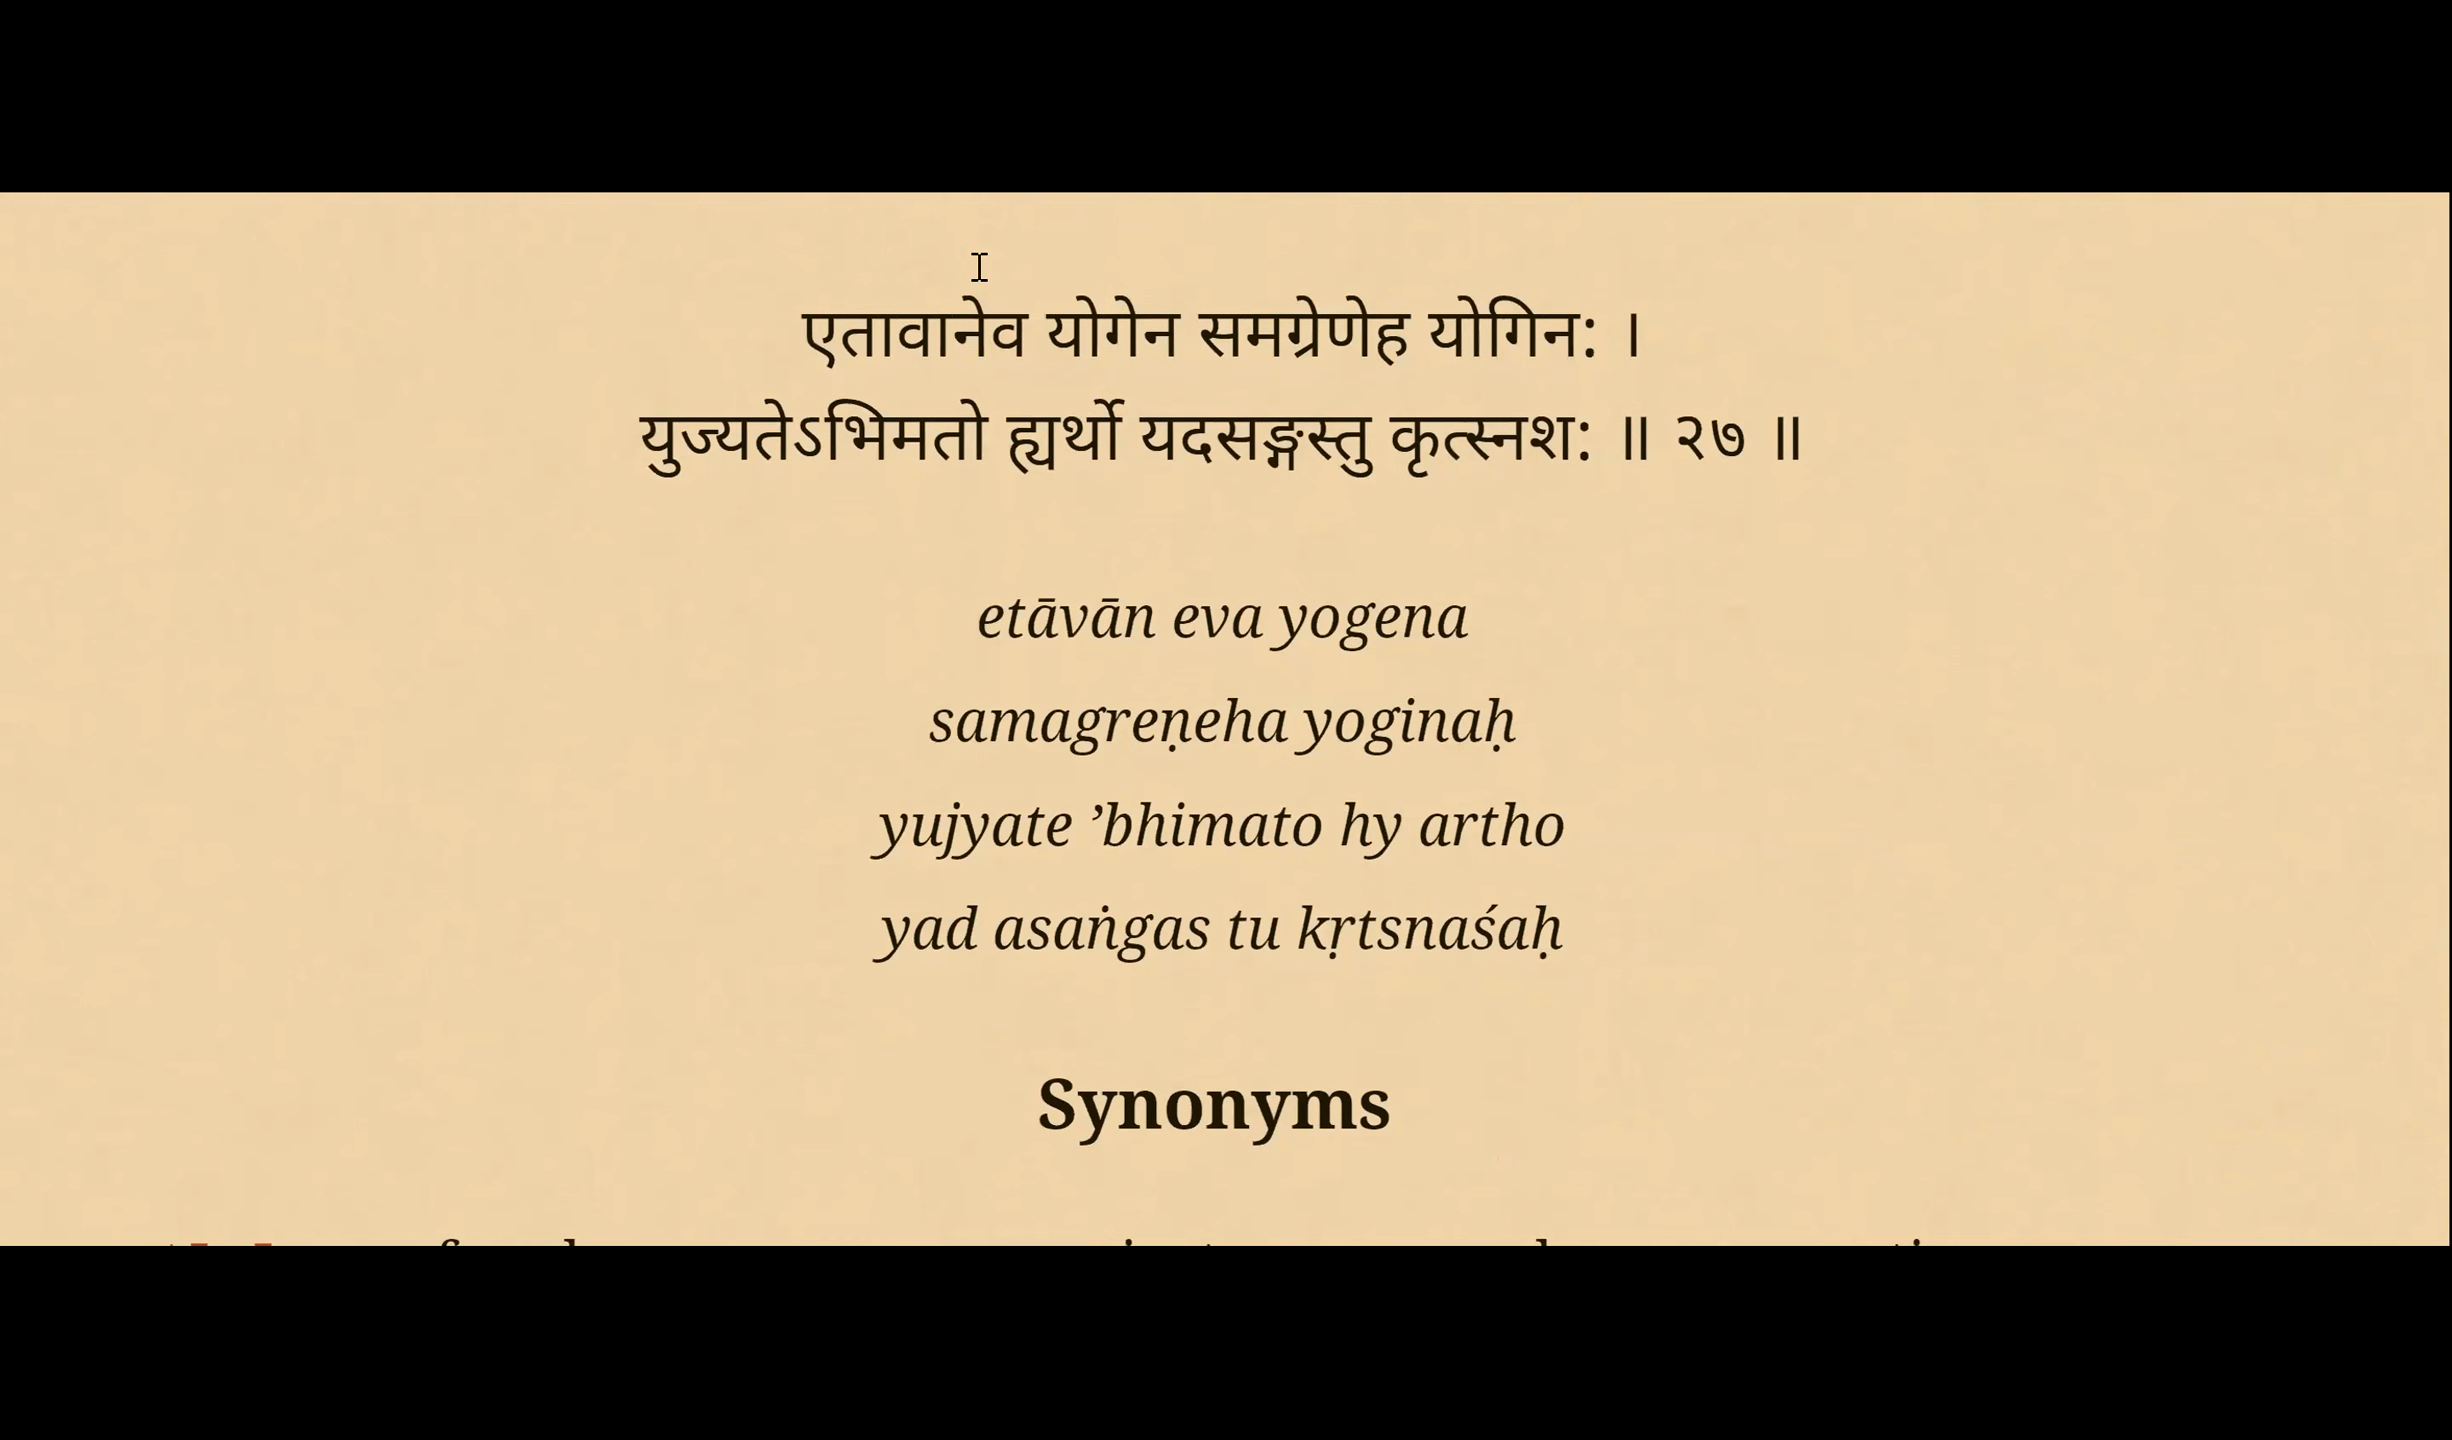 एतावानेव योगेन समग्रेणेह योगिन: ।
युज्यतेऽभिमतो ह्यर्थो यदसङ्गस्तु कृत्स्‍नश: ॥ २७ ॥
etāvān eva yogena
samagreṇeha yoginaḥ
yujyate ’bhimato hy artho
yad asaṅgas tu kṛtsnaśaḥ
Synonyms